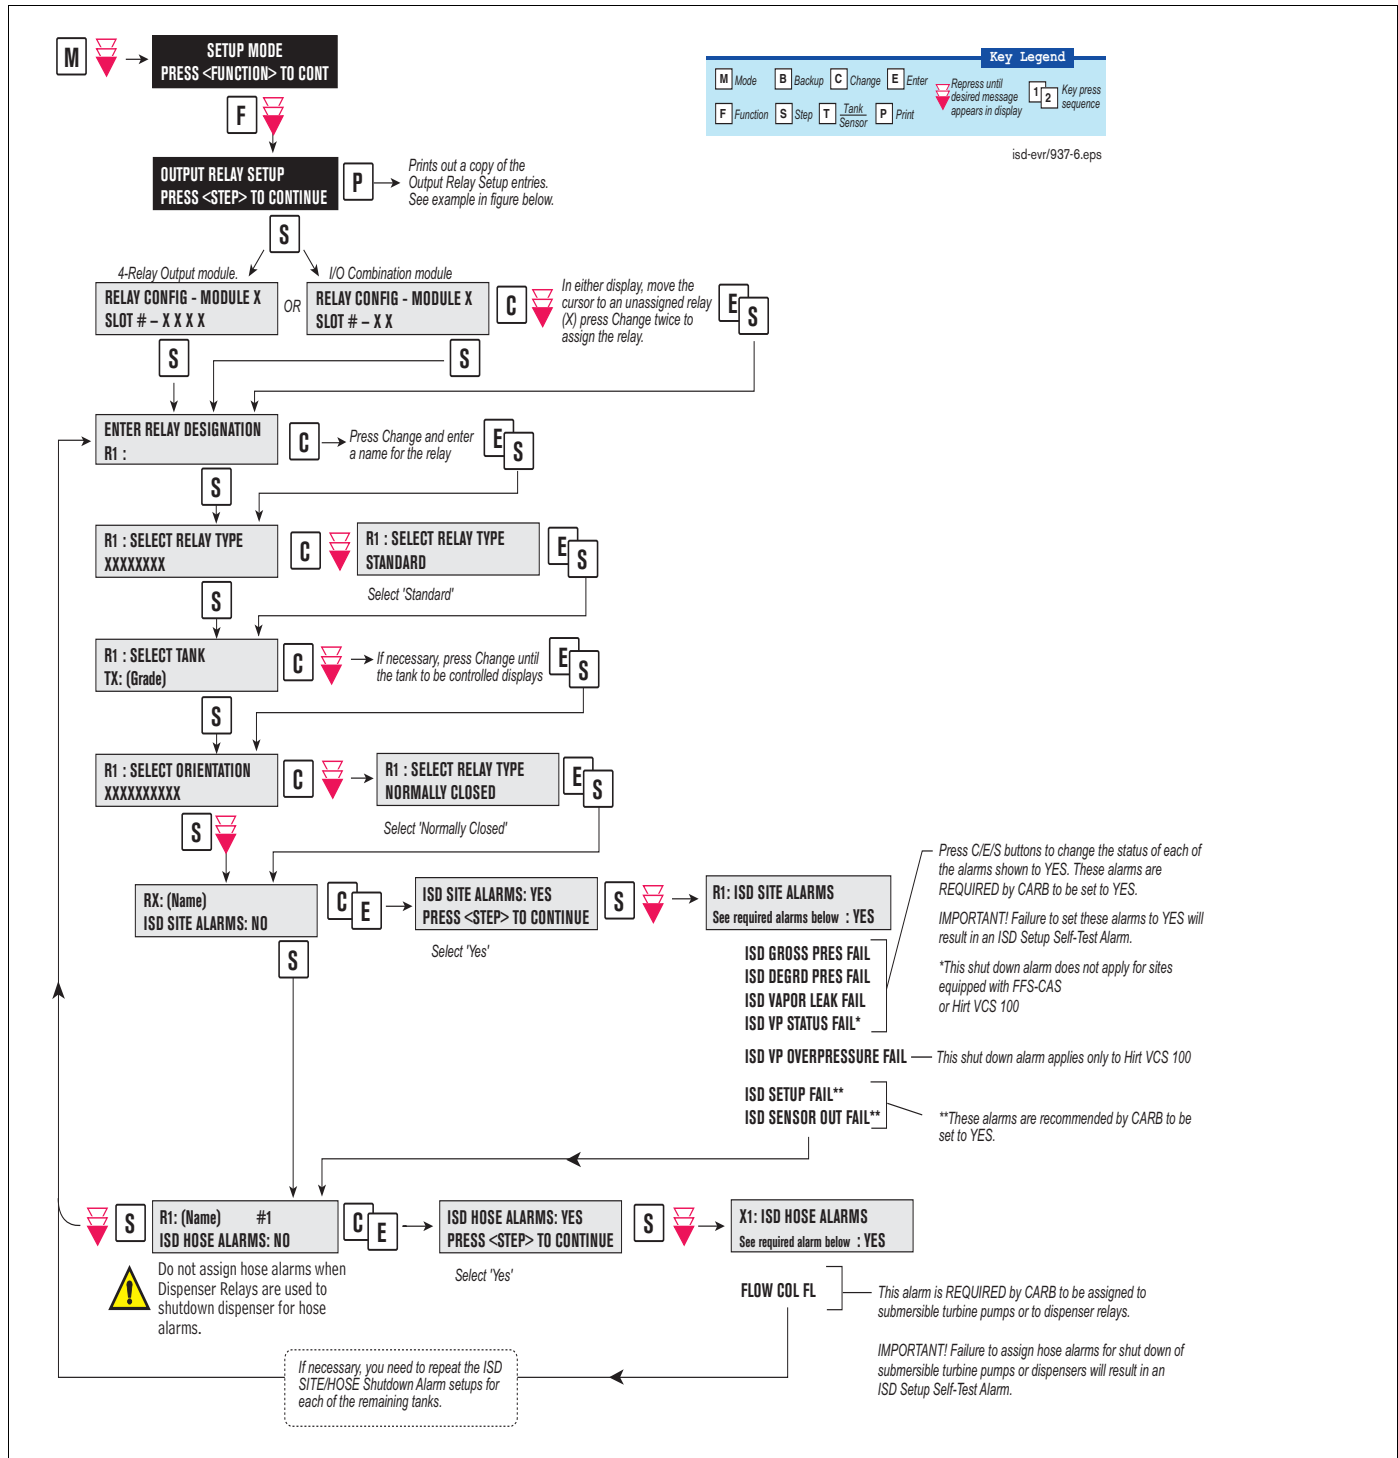 M
SETUP MODE
PRESS <FUNCTION> TO CONT
Key Legend
M Mode B Backup C Change E Enter
F Function S Step T Tank Sensor P Print
Repress until
desired message
appears in display
1 2
Key press
sequence
isd-evr/937-6.eps
F
OUTPUT RELAY SETUP
PRESS <STEP> TO CONTINUE
P
Prints out a copy of the
Output Relay Setup entries.
See example in figure below.
S
4-Relay Output module.
RELAY CONFIG - MODULE X
SLOT # – X X X X
OR
I/O Combination module
RELAY CONFIG - MODULE X
SLOT # – X X
C
In either display, move the
cursor to an unassigned relay
(X) press Change twice to
assign the relay.
E
S
S
S
ENTER RELAY DESIGNATION
R1 :
C
Press Change and enter
a name for the relay
E
S
S
R1 : SELECT RELAY TYPE
XXXXXXXX
C
R1 : SELECT RELAY TYPE
STANDARD
E
S
Select 'Standard'
S
R1 : SELECT TANK
TX: (Grade)
C
If necessary, press Change until
the tank to be controlled displays
E
S
S
R1 : SELECT ORIENTATION
XXXXXXXXXX
C
R1 : SELECT RELAY TYPE
NORMALLY CLOSED
E
S
Select 'Normally Closed'
S
RX: (Name)
ISD SITE ALARMS: NO
C
E
ISD SITE ALARMS: YES
PRESS <STEP> TO CONTINUE
Select 'Yes'
S
R1: ISD SITE ALARMS
See required alarms below : YES
S
ISD GROSS PRES FAIL
ISD DEGRD PRES FAIL
ISD VAPOR LEAK FAIL
ISD VP STATUS FAIL*
Press C/E/S buttons to change the status of each of
the alarms shown to YES. These alarms are
REQUIRED by CARB to be set to YES.
IMPORTANT! Failure to set these alarms to YES will
result in an ISD Setup Self-Test Alarm.
*This shut down alarm does not apply for sites
equipped with FFS-CAS
or Hirt VCS 100
ISD VP OVERPRESSURE FAIL
This shut down alarm applies only to Hirt VCS 100
ISD SETUP FAIL**
ISD SENSOR OUT FAIL**
**These alarms are recommended by CARB to be
set to YES.
S
R1: (Name) #1
ISD HOSE ALARMS: NO
C
E
ISD HOSE ALARMS: YES
PRESS <STEP> TO CONTINUE
Select 'Yes'
S
X1: ISD HOSE ALARMS
See required alarm below : YES
!
Do not assign hose alarms when
Dispenser Relays are used to
shutdown dispenser for hose
alarms.
FLOW COL FL
This alarm is REQUIRED by CARB to be assigned to
submersible turbine pumps or to dispenser relays.
IMPORTANT! Failure to assign hose alarms for shut down of
submersible turbine pumps or dispensers will result in an
ISD Setup Self-Test Alarm.
If necessary, you need to repeat the ISD
SITE/HOSE Shutdown Alarm setups for
each of the remaining tanks.